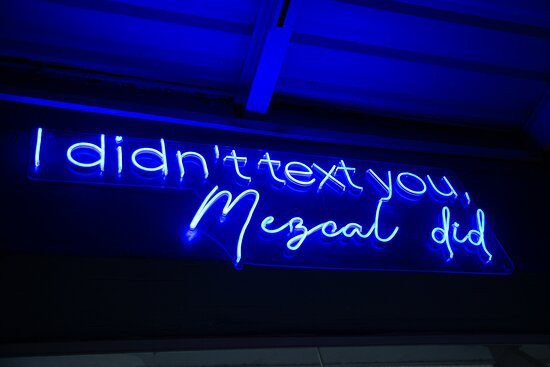 I didn't text you,
Mezcal did